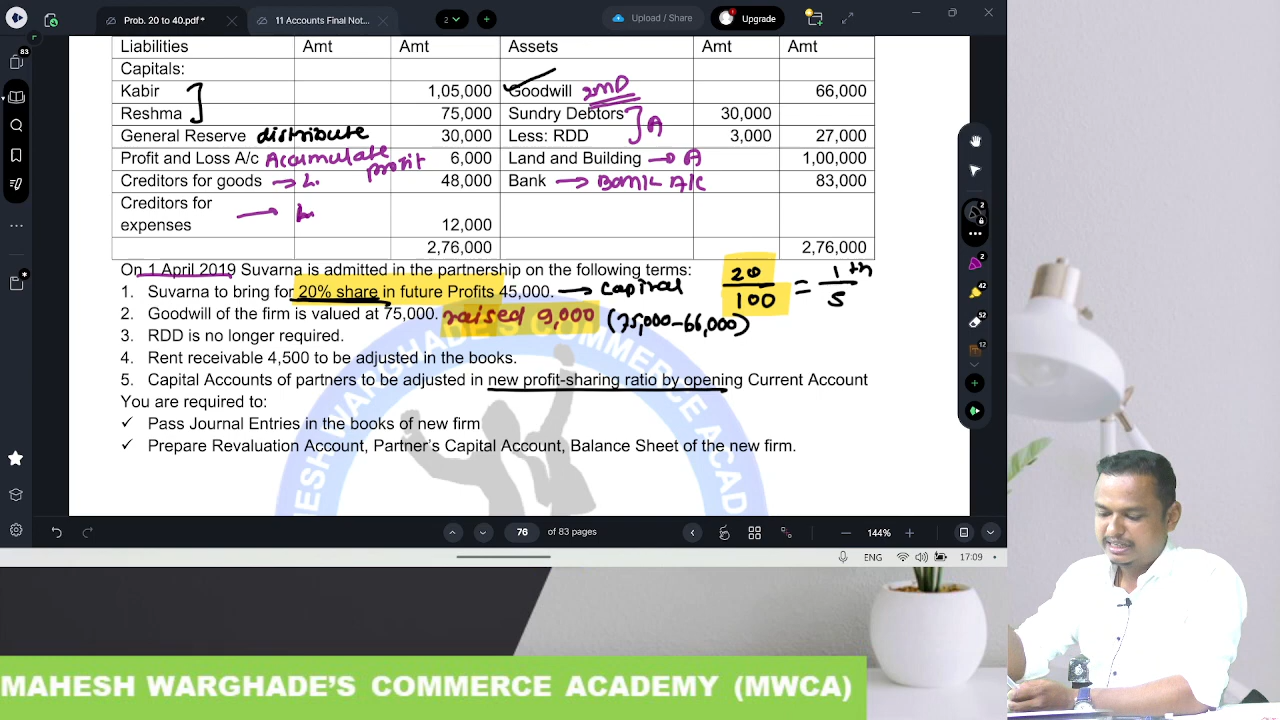 Prob. 20 to 40.pdf* 11 Accounts Final Not... 2 Upload / Share Upgrade
Liabilities Amt Amt Assets Amt Amt
Capitals:
Kabir 1,05,000 Goodwill 2MD 66,000
Reshma 75,000 Sundry Debtors 30,000
General Reserve distribute 30,000 Less: RDD A 3,000 27,000
Profit and Loss A/c Accumulate profit 6,000 Land and Building → A 1,00,000
Creditors for goods → L. 48,000 Bank → Bank A/C 83,000
Creditors for
expenses → L 12,000
2,76,000 2,76,000
On 1 April 2019 Suvarna is admitted in the partnership on the following terms:
1. Suvarna to bring for 20% share in future Profits 45,000. → capital 20/100 = 1/5 th
2. Goodwill of the firm is valued at 75,000. raised 9,000 (75,000-66,000)
3. RDD is no longer required.
4. Rent receivable 4,500 to be adjusted in the books.
5. Capital Accounts of partners to be adjusted in new profit-sharing ratio by opening Current Account
You are required to:
✓ Pass Journal Entries in the books of new firm
✓ Prepare Revaluation Account, Partner's Capital Account, Balance Sheet of the new firm.
76 of 83 pages 144%
ENG 17:09
MAHESH WARGHADE'S COMMERCE ACADEMY (MWCA)